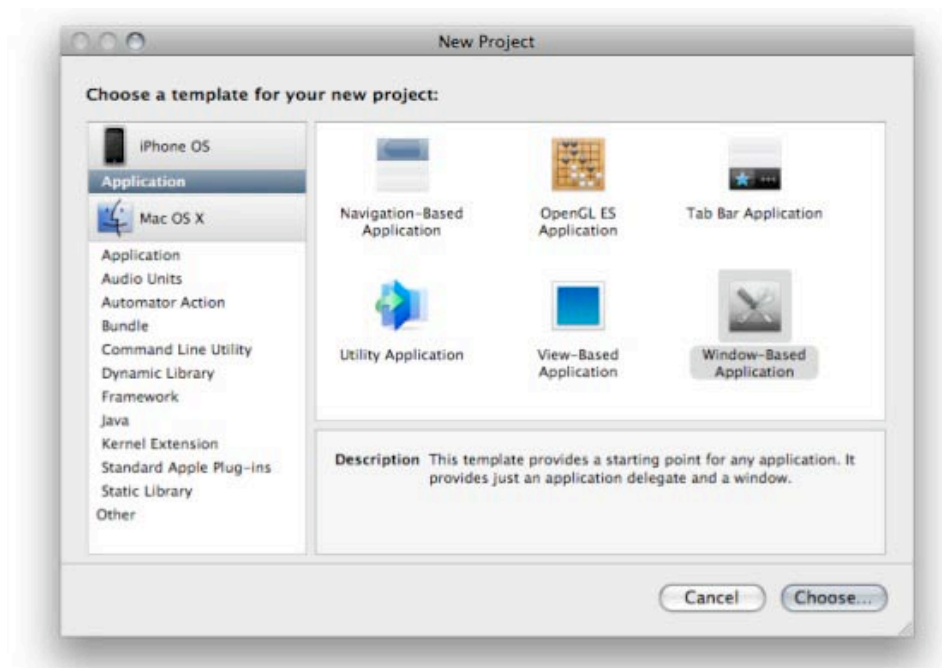 New Project
Choose a template for your new project:
iPhone OS
Application
Mac OS X
Application
Audio Units
Automator Action
Bundle
Command Line Utility
Dynamic Library
Framework
Java
Kernel Extension
Standard Apple Plug-ins
Static Library
Other
Navigation-Based
Application
OpenGL ES
Application
Tab Bar Application
Utility Application
View-Based
Application
Window-Based
Application
Description This template provides a starting point for any application. It
provides just an application delegate and a window.
Cancel
Choose...